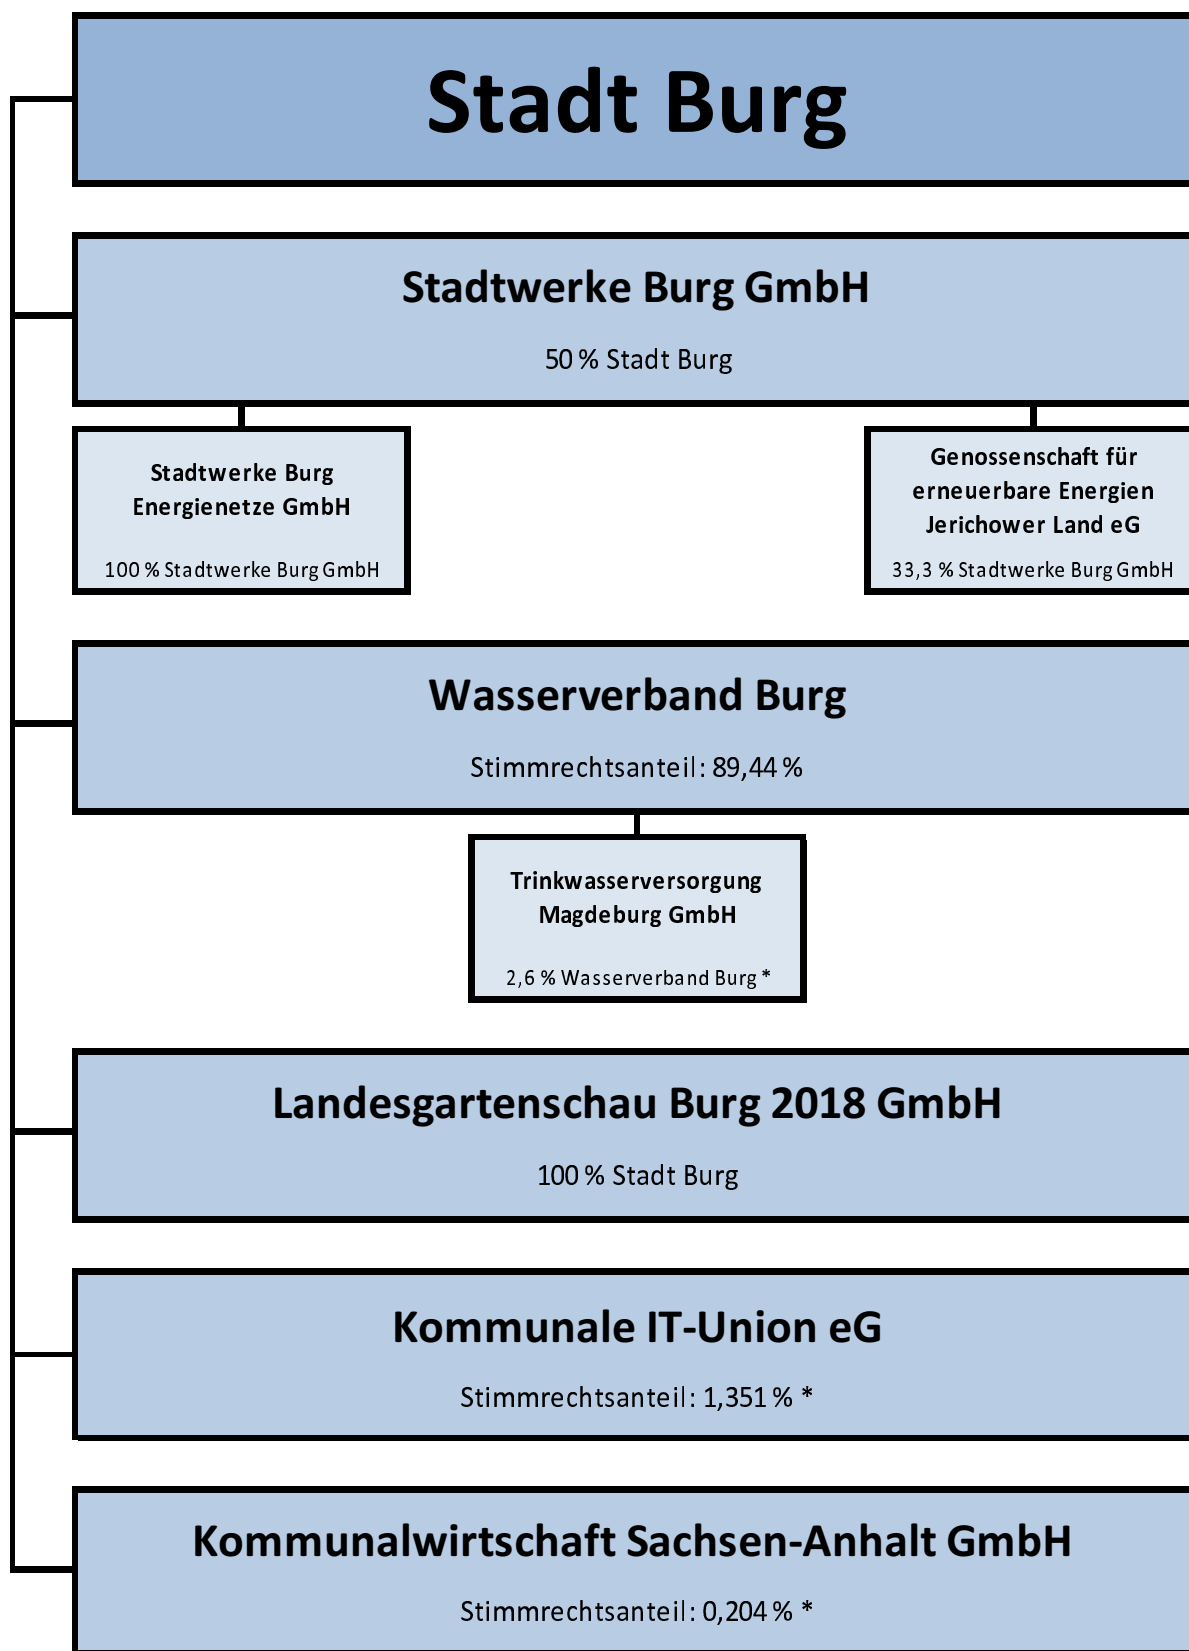 Stadt Burg
Stadtwerke Burg GmbH
50 % Stadt Burg
Stadtwerke Burg
Energienetze GmbH
100 % Stadtwerke Burg GmbH
Genossenschaft für
erneuerbare Energien
Jerichower Land eG
33,3 % Stadtwerke Burg GmbH
Wasserverband Burg
Stimmrechtsanteil: 89,44 %
Trinkwasserversorgung
Magdeburg GmbH
2,6 % Wasserverband Burg *
Landesgartenschau Burg 2018 GmbH
100 % Stadt Burg
Kommunale IT-Union eG
Stimmrechtsanteil: 1,351 % *
Kommunalwirtschaft Sachsen-Anhalt GmbH
Stimmrechtsanteil: 0,204 % *